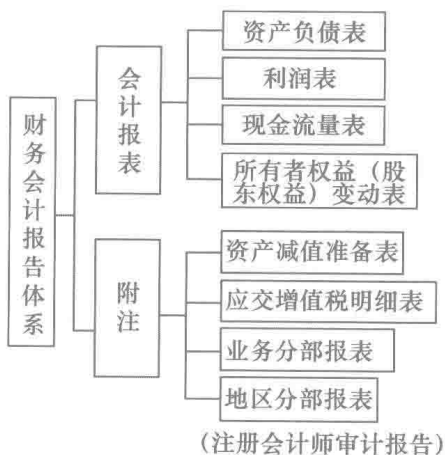 财务会计报告体系
会计报表
资产负债表
利润表
现金流量表
所有者权益（股
东权益）变动表
附注
资产减值准备表
应交增值税明细表
业务分部报表
地区分部报表
(注册会计师审计报告)